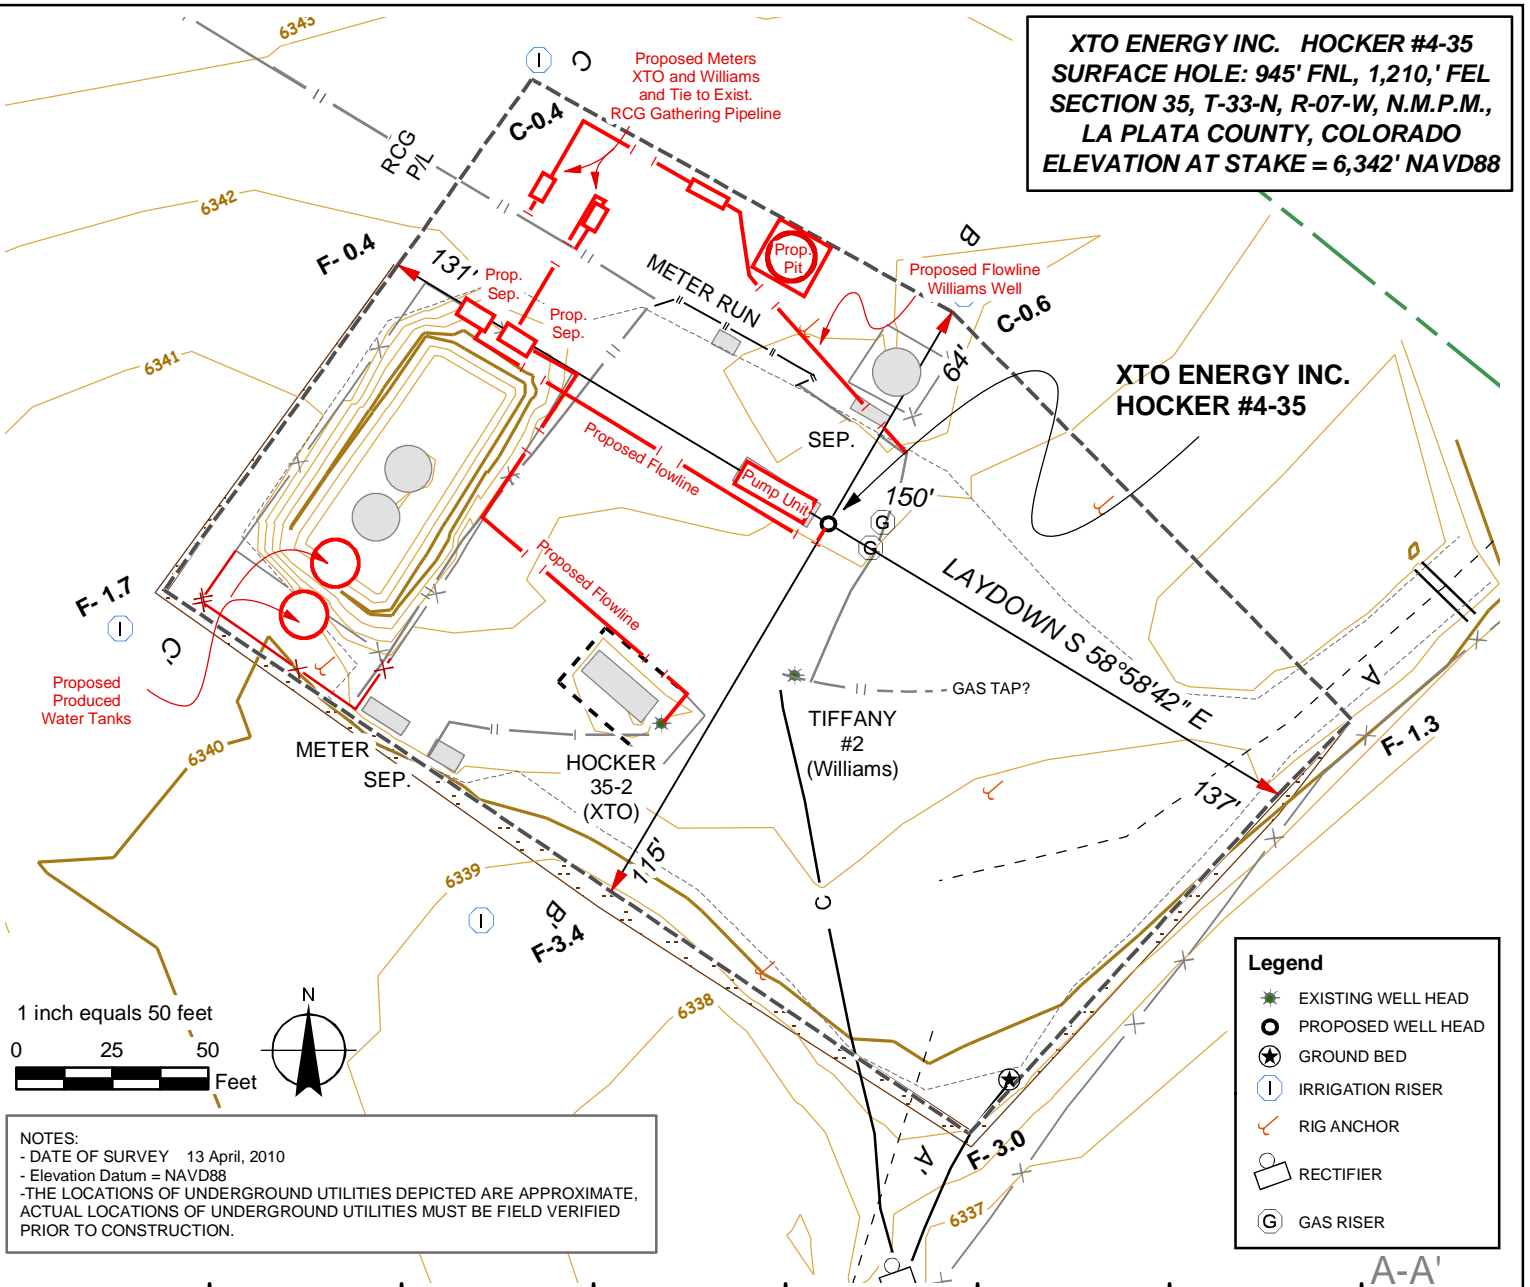 XTO ENERGY INC. HOCKER #4-35
SURFACE HOLE: 945' FNL, 1,210,' FEL
SECTION 35, T-33-N, R-07-W, N.M.P.M.,
LA PLATA COUNTY, COLORADO
ELEVATION AT STAKE = 6,342' NAVD88
6343
I
C
Proposed Meters
XTO and Williams
and Tie to Exist.
RCG Gathering Pipeline
C-0.4
RCG
P/L
6342
F- 0.4
131'
Prop.
Sep.
Prop.
Sep.
METER RUN
Prop.
Pit
B
Proposed Flowline
Williams Well
C-0.6
64'
6341
XTO ENERGY INC.
HOCKER #4-35
SEP.
Proposed Flowline
Pump Unit
150'
G
G
LAYDOWN S 58°58'42" E
Proposed Flowline
F- 1.7
I
C'
Proposed
Produced
Water Tanks
6340
METER
SEP.
HOCKER
35-2
(XTO)
TIFFANY
#2
(Williams)
GAS TAP?
A
F- 1.3
137'
115'
6339
I
B'
F-3.4
C
6338
A'
F- 3.0
6337
1 inch equals 50 feet
0 25 50
Feet
N
NOTES:
- DATE OF SURVEY 13 April, 2010
- Elevation Datum = NAVD88
-THE LOCATIONS OF UNDERGROUND UTILITIES DEPICTED ARE APPROXIMATE,
ACTUAL LOCATIONS OF UNDERGROUND UTILITIES MUST BE FIELD VERIFIED
PRIOR TO CONSTRUCTION.
Legend
EXISTING WELL HEAD
PROPOSED WELL HEAD
GROUND BED
I IRRIGATION RISER
RIG ANCHOR
RECTIFIER
G GAS RISER
A-A'